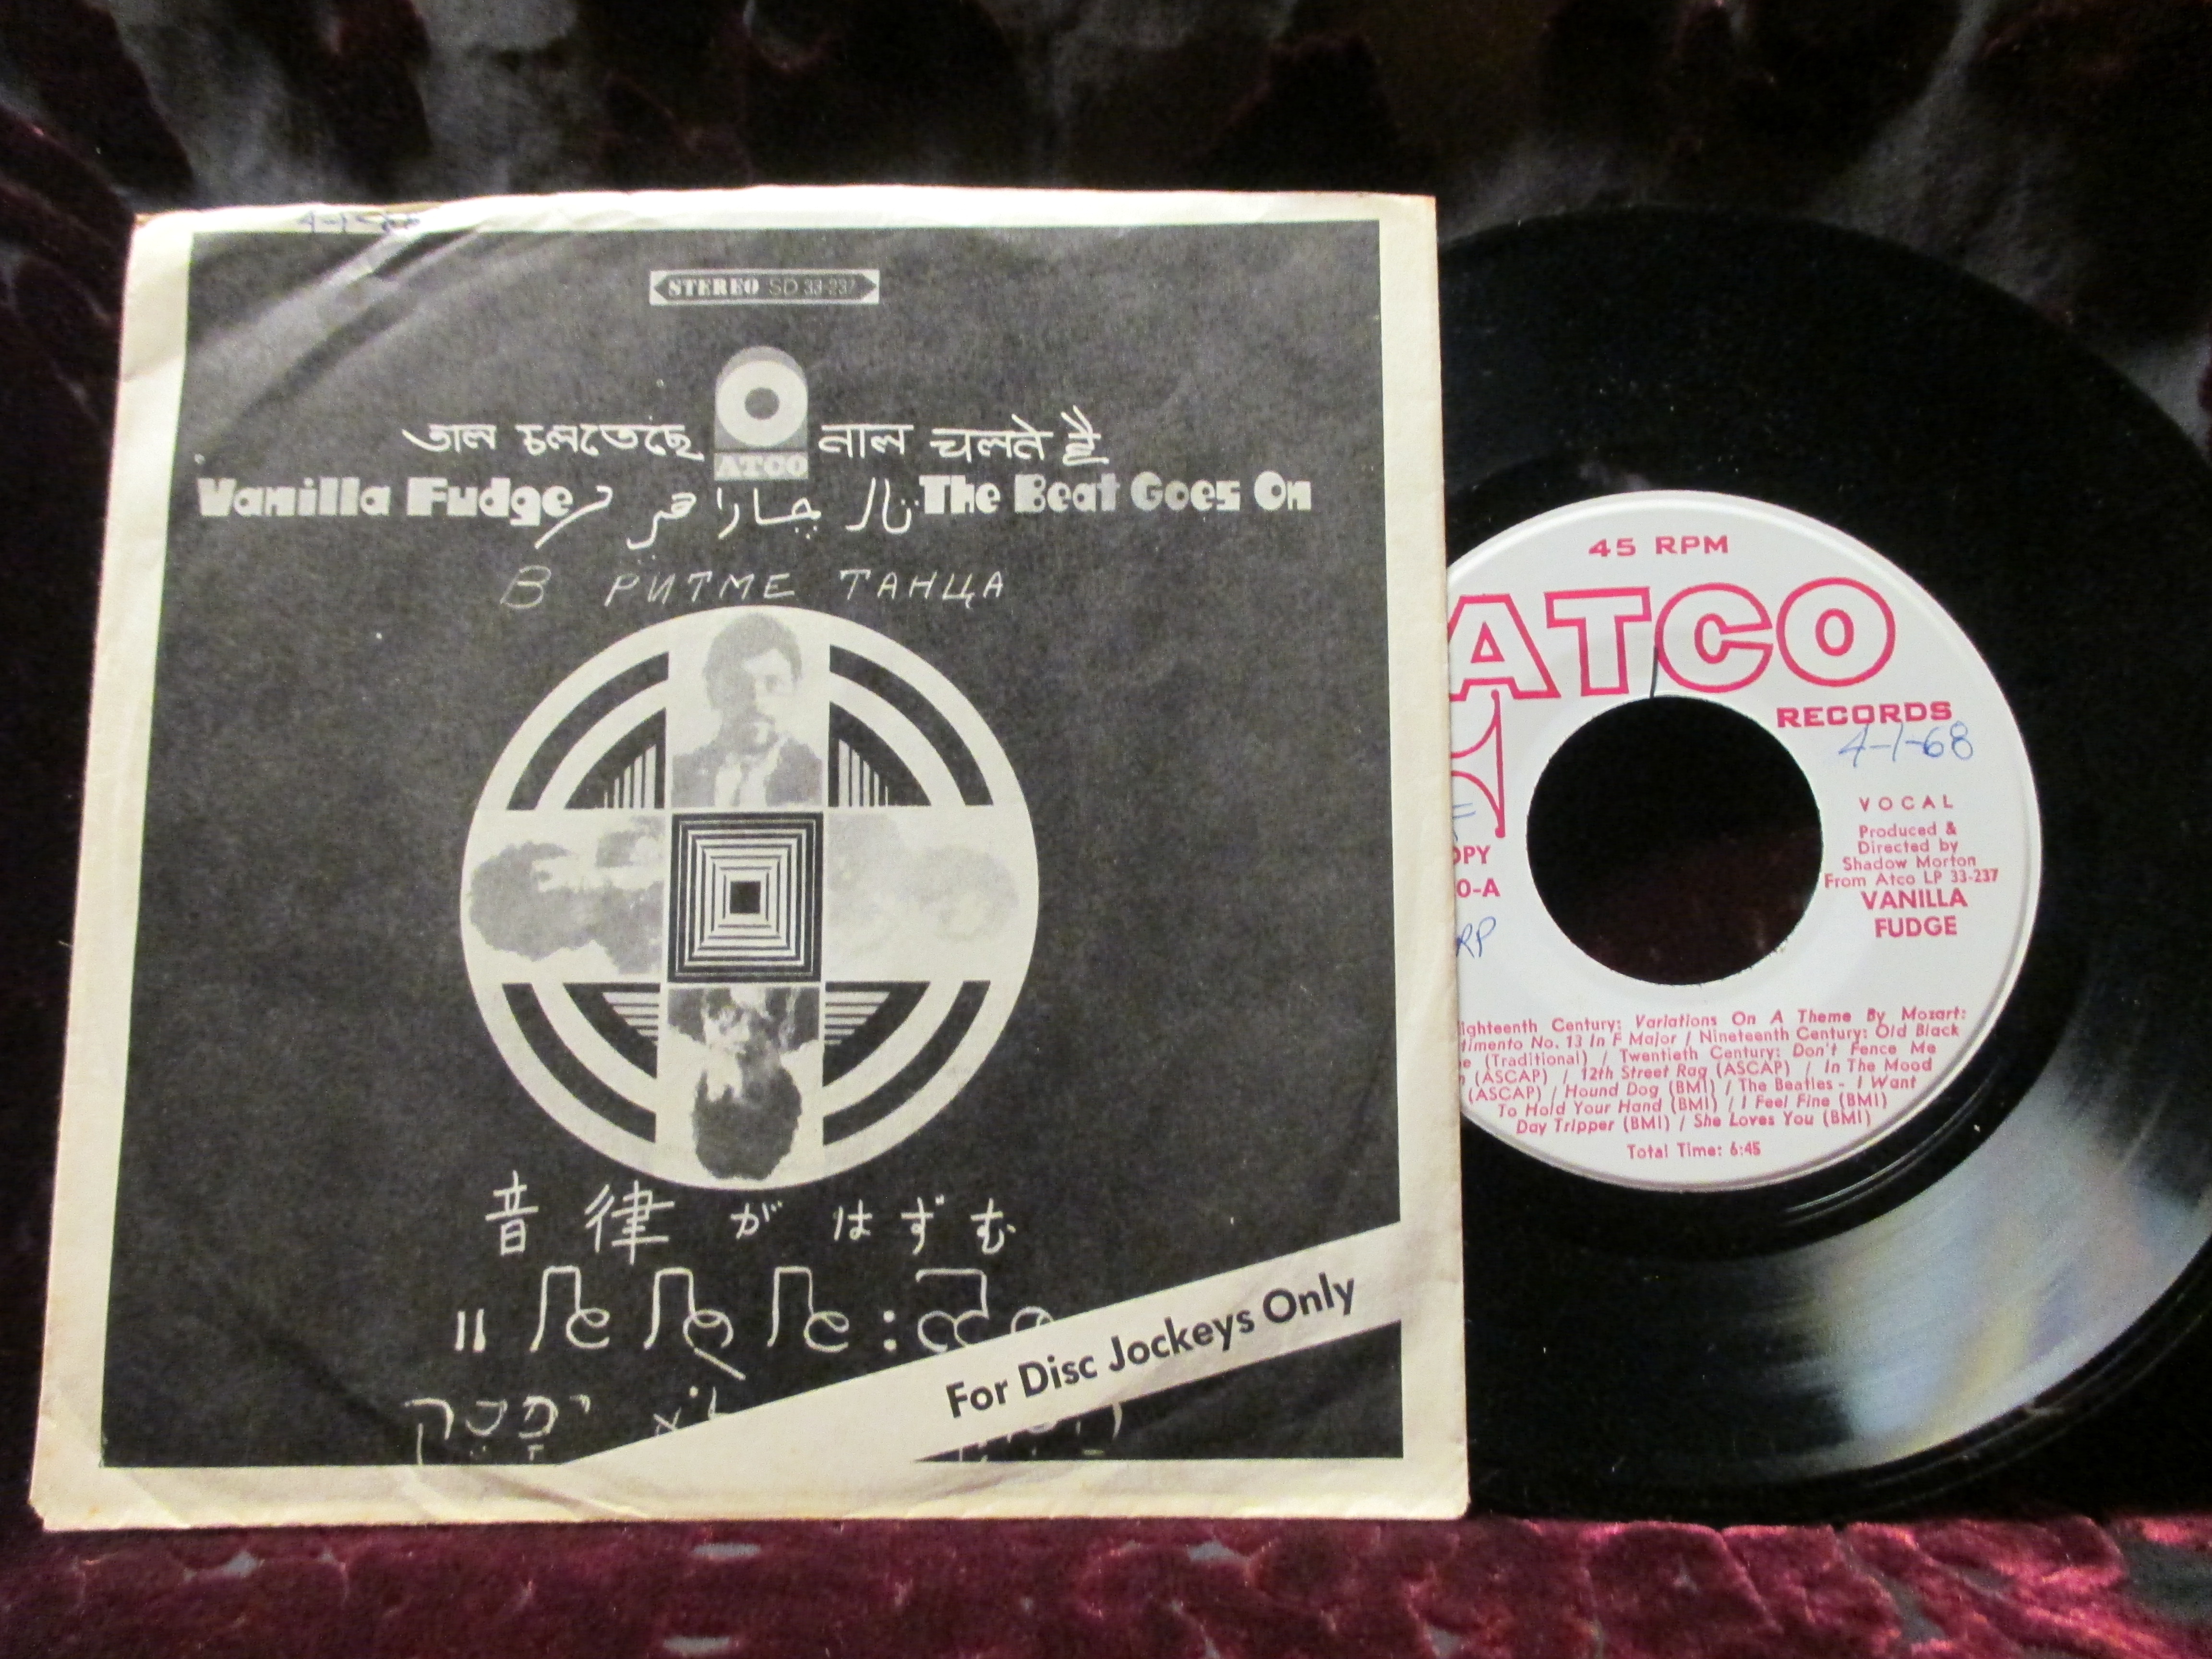 STEREO SD 33-237
তাল চলতেছে
ताल चलते है
ATCO
Vanilla Fudge
The Beat Goes On
В РИТМЕ ТАНЦА
音律がはずむ
For Disc Jockeys Only
45 RPM
ATCO
RECORDS
4-1-68
VOCAL
Produced &
Directed by
Shadow Morton
From Atco LP 33-237
VANILLA
FUDGE
OPY
0-A
RP
ighteenth Century: Variations On A Theme By Mozart:
timento No. 13 In F Major / Nineteenth Century: Old Black
e (Traditional) / Twentieth Century: Don't Fence Me
(ASCAP) / 12th Street Rag (ASCAP) / In The Mood
(ASCAP) / Hound Dog (BMI) / The Beatles - I Want
To Hold Your Hand (BMI) / I Feel Fine (BMI)
Day Tripper (BMI) / She Loves You (BMI)
Total Time: 6:45